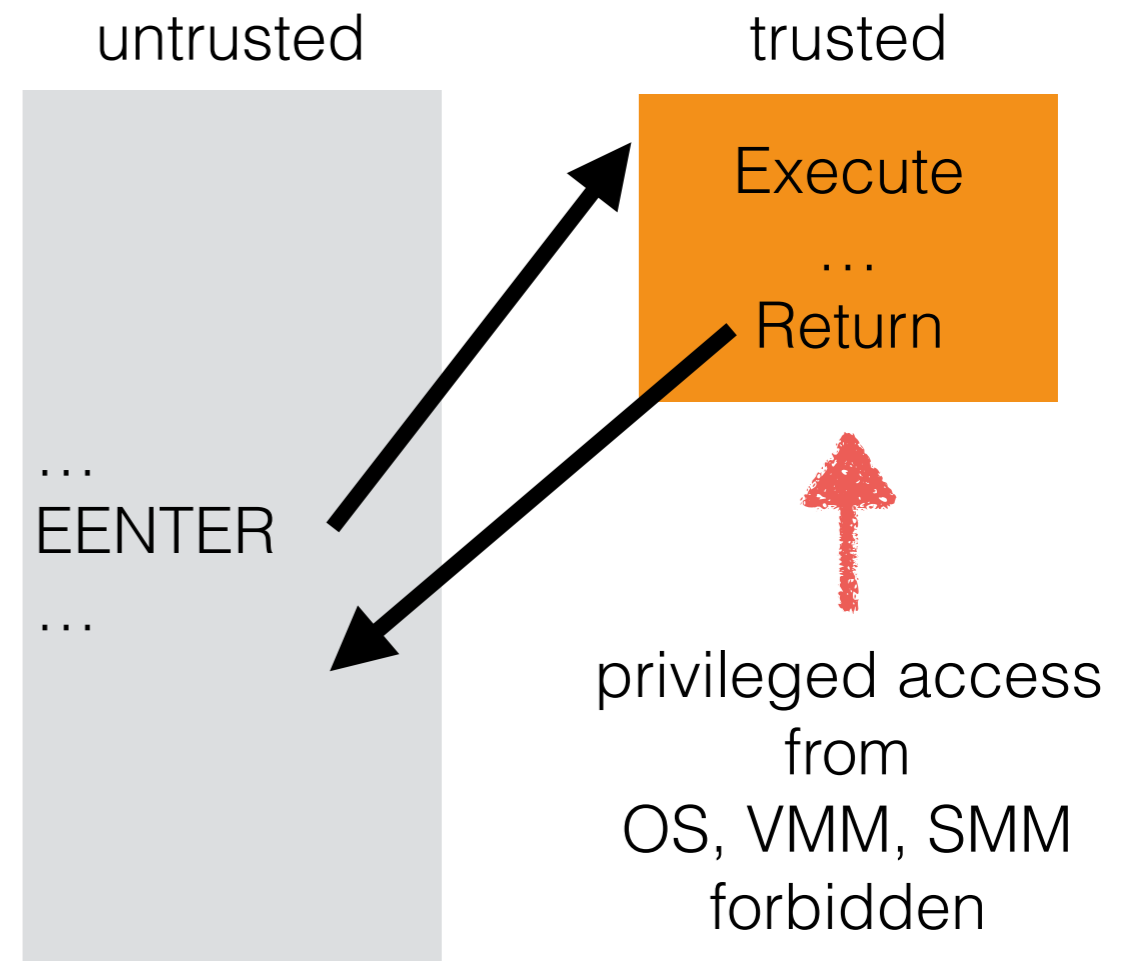 untrusted
trusted
Execute
...
Return
...
EENTER
...
privileged access
from
OS, VMM, SMM
forbidden